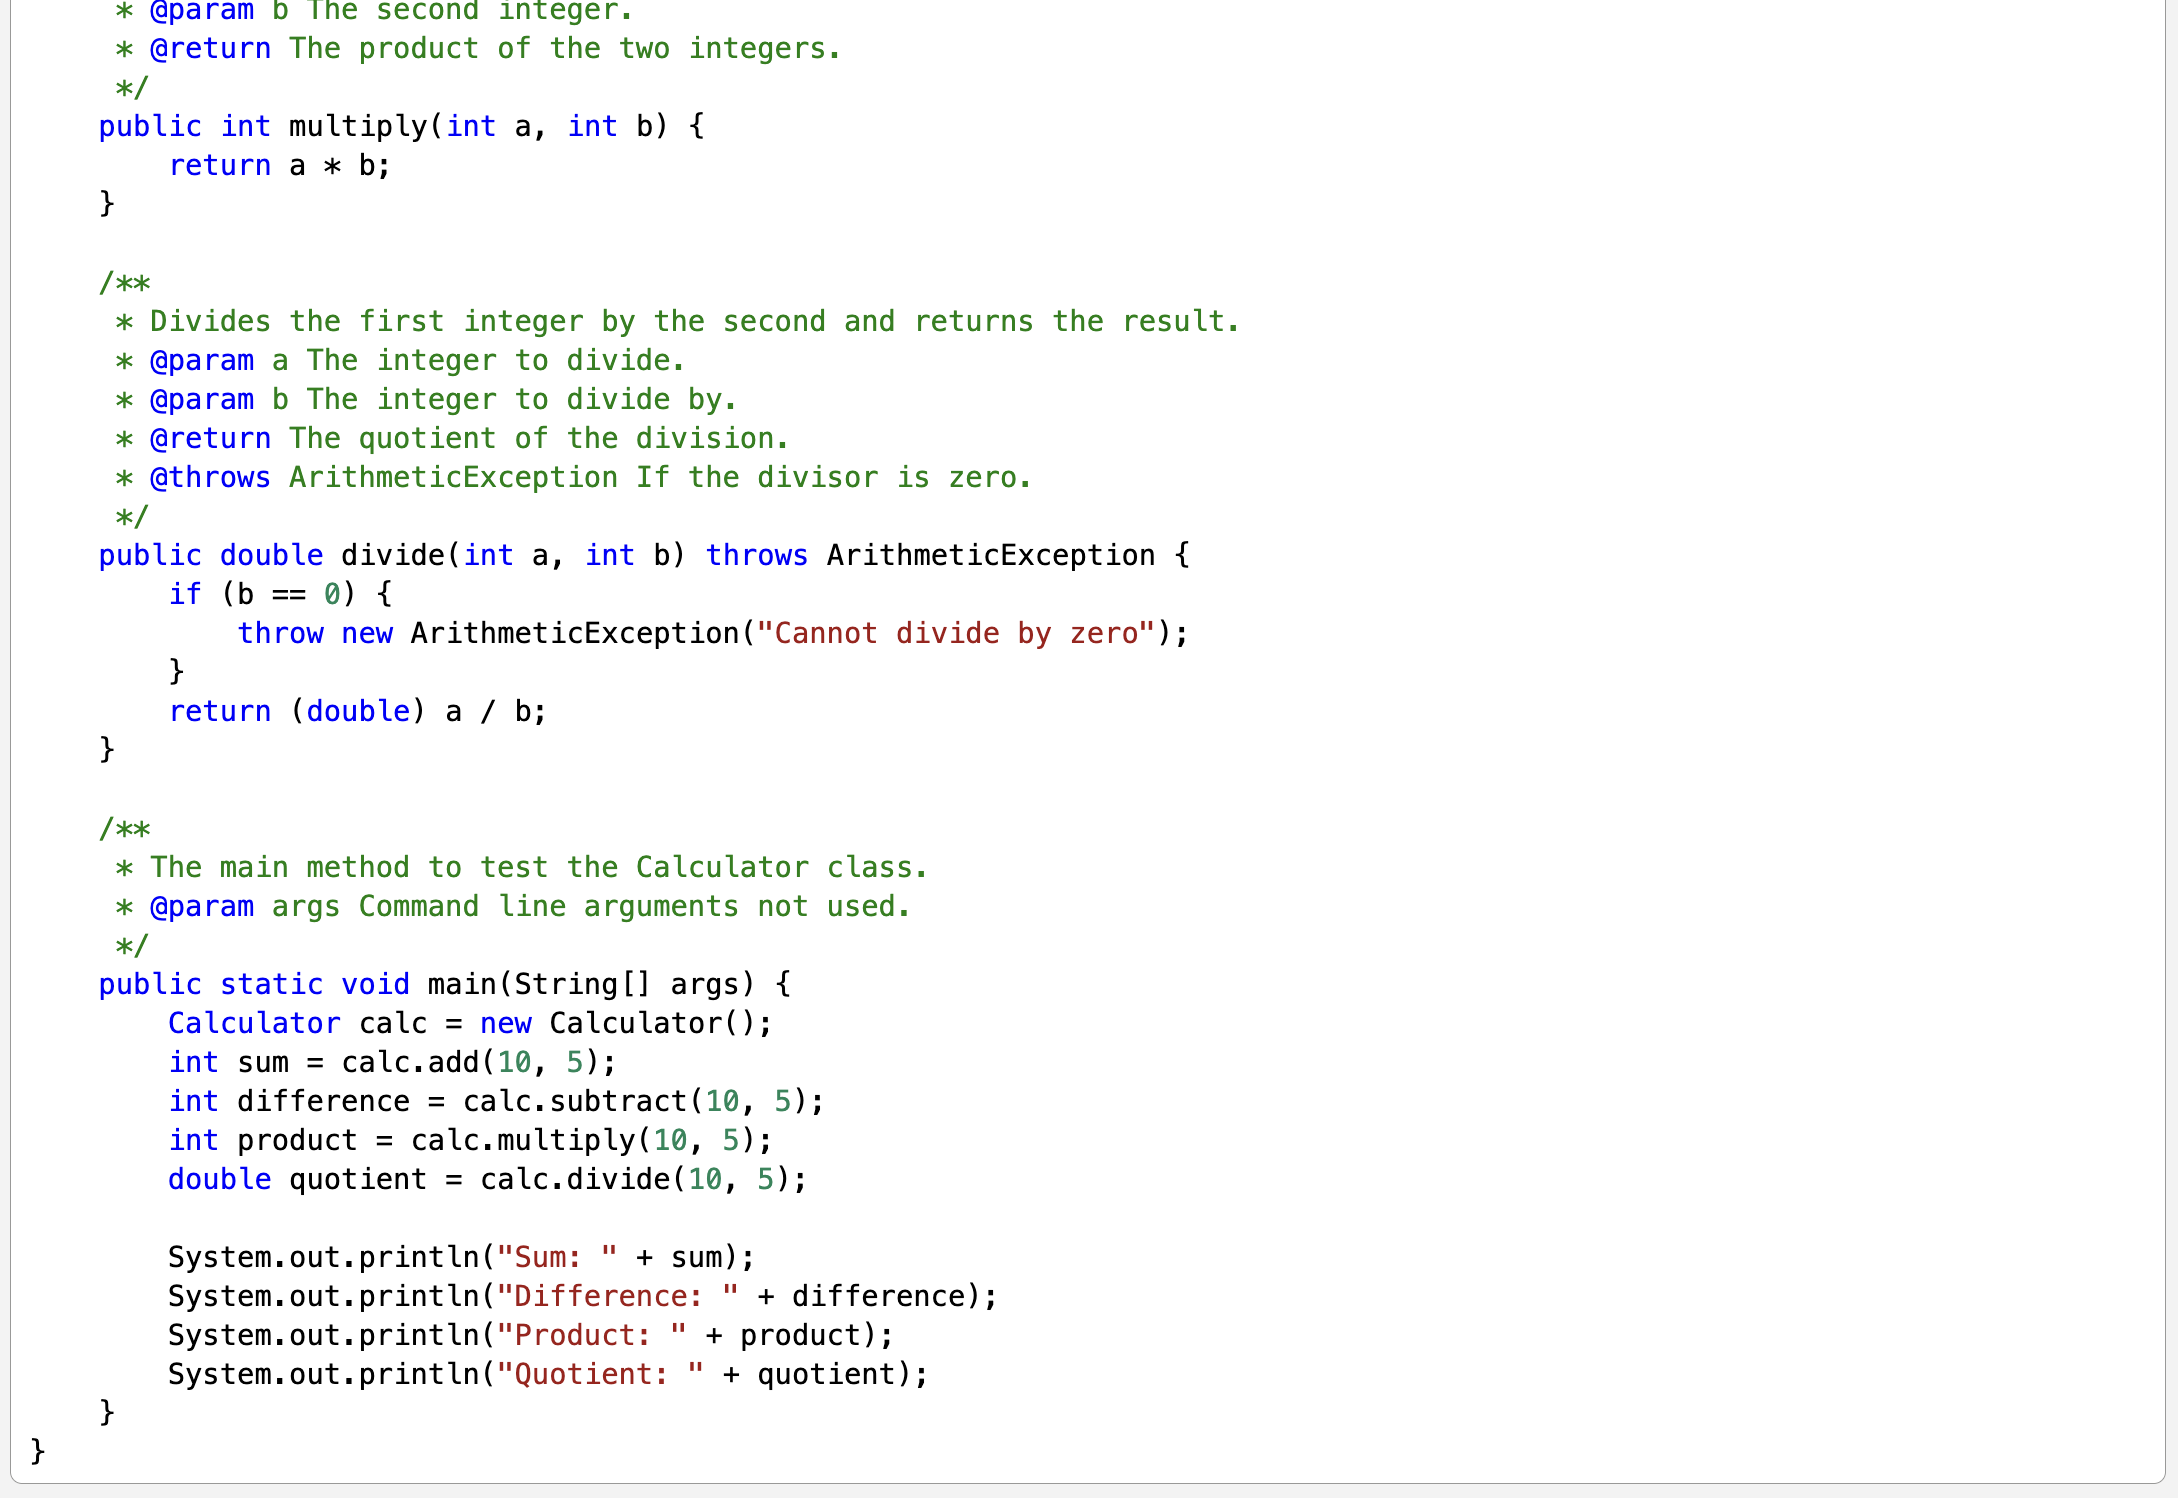 * @param b The second integer.
* @return The product of the two integers.
*/
public int multiply(int a, int b) {
return a * b;
}
/**
* Divides the first integer by the second and returns the result.
* @param a The integer to divide.
* @param b The integer to divide by.
* @return The quotient of the division.
* @throws ArithmeticException If the divisor is zero.
*/
public double divide(int a, int b) throws ArithmeticException {
if (b == 0) {
throw new ArithmeticException("Cannot divide by zero");
}
return (double) a / b;
}
/**
* The main method to test the Calculator class.
* @param args Command line arguments not used.
*/
public static void main(String[] args) {
Calculator calc = new Calculator();
int sum = calc.add(10, 5);
int difference = calc.subtract(10, 5);
int product = calc.multiply(10, 5);
double quotient = calc.divide(10, 5);
System.out.println("Sum: " + sum);
System.out.println("Difference: " + difference);
System.out.println("Product: " + product);
System.out.println("Quotient: " + quotient);
}
}